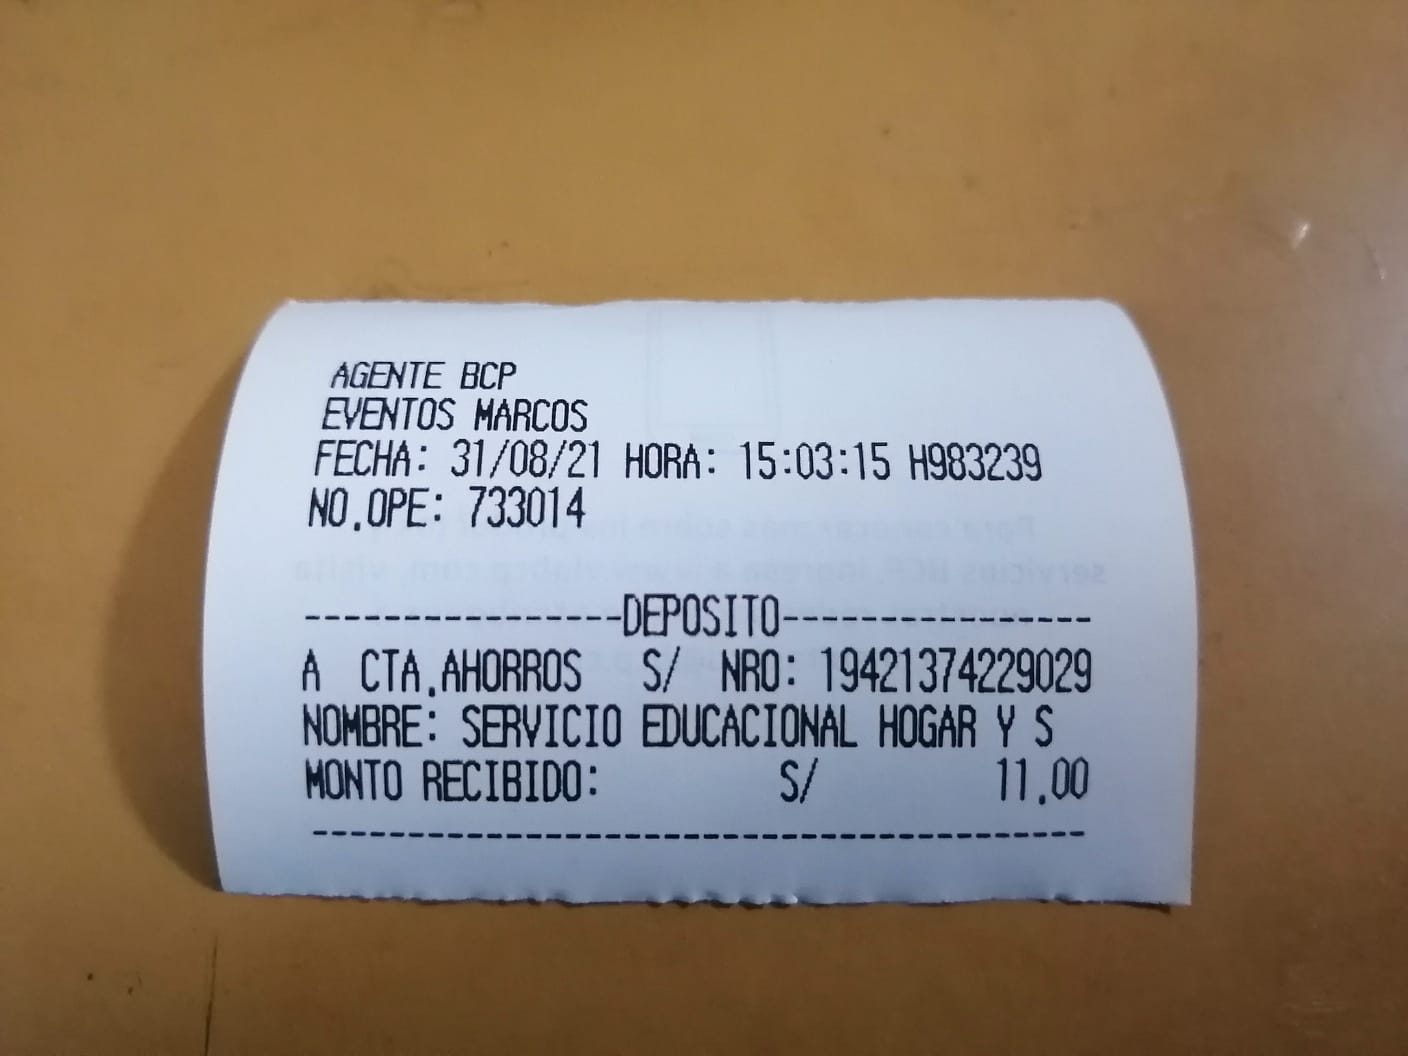 AGENTE BCP
EVENTOS MARCOS
FECHA: 31/08/21 HORA: 15:03:15 H983239
NO.OPE: 733014
----------------DEPOSITO----------------
A CTA.AHORROS S/ NRO: 19421374229029
NOMBRE: SERVICIO EDUCACIONAL HOGAR Y S
MONTO RECIBIDO: S/ 11.00
----------------------------------------